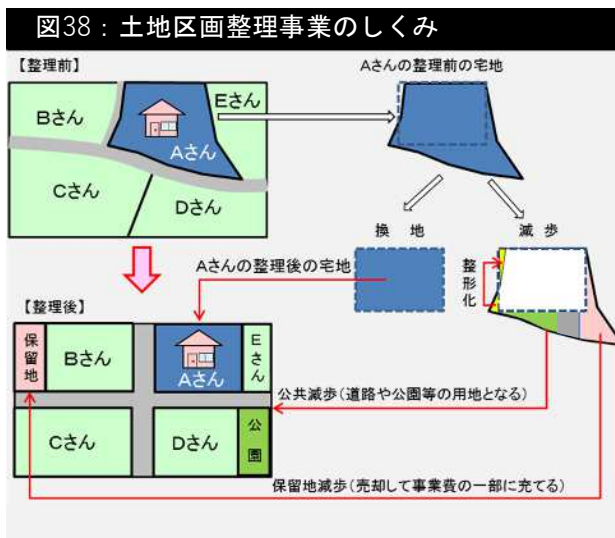 図38：土地区画整理事業のしくみ
【整理前】
Aさんの整理前の宅地
Bさん
Eさん
Aさん
Cさん
Dさん
換 地
減 歩
Aさんの整理後の宅地
整形化
【整理後】
保留地
Bさん
Aさん
Eさん
公共減歩(道路や公園等の用地となる)
Cさん
Dさん
公園
保留地減歩(売却して事業費の一部に充てる)